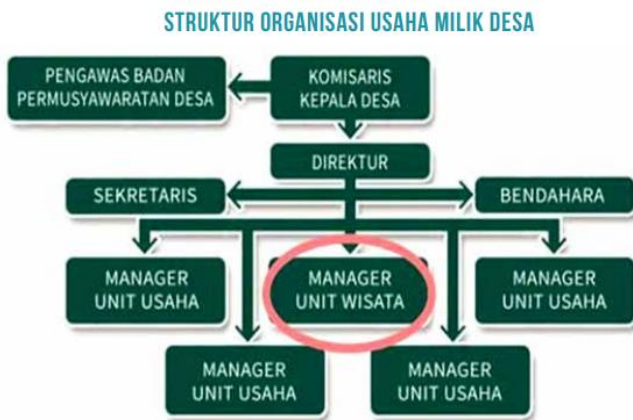 STRUKTUR ORGANISASI USAHA MILIK DESA
PENGAWAS BADAN
PERMUSYAWARATAN DESA
KOMISARIS
KEPALA DESA
DIREKTUR
SEKRETARIS
BENDAHARA
MANAGER
UNIT USAHA
MANAGER
UNIT WISATA
MANAGER
UNIT USAHA
MANAGER
UNIT USAHA
MANAGER
UNIT USAHA